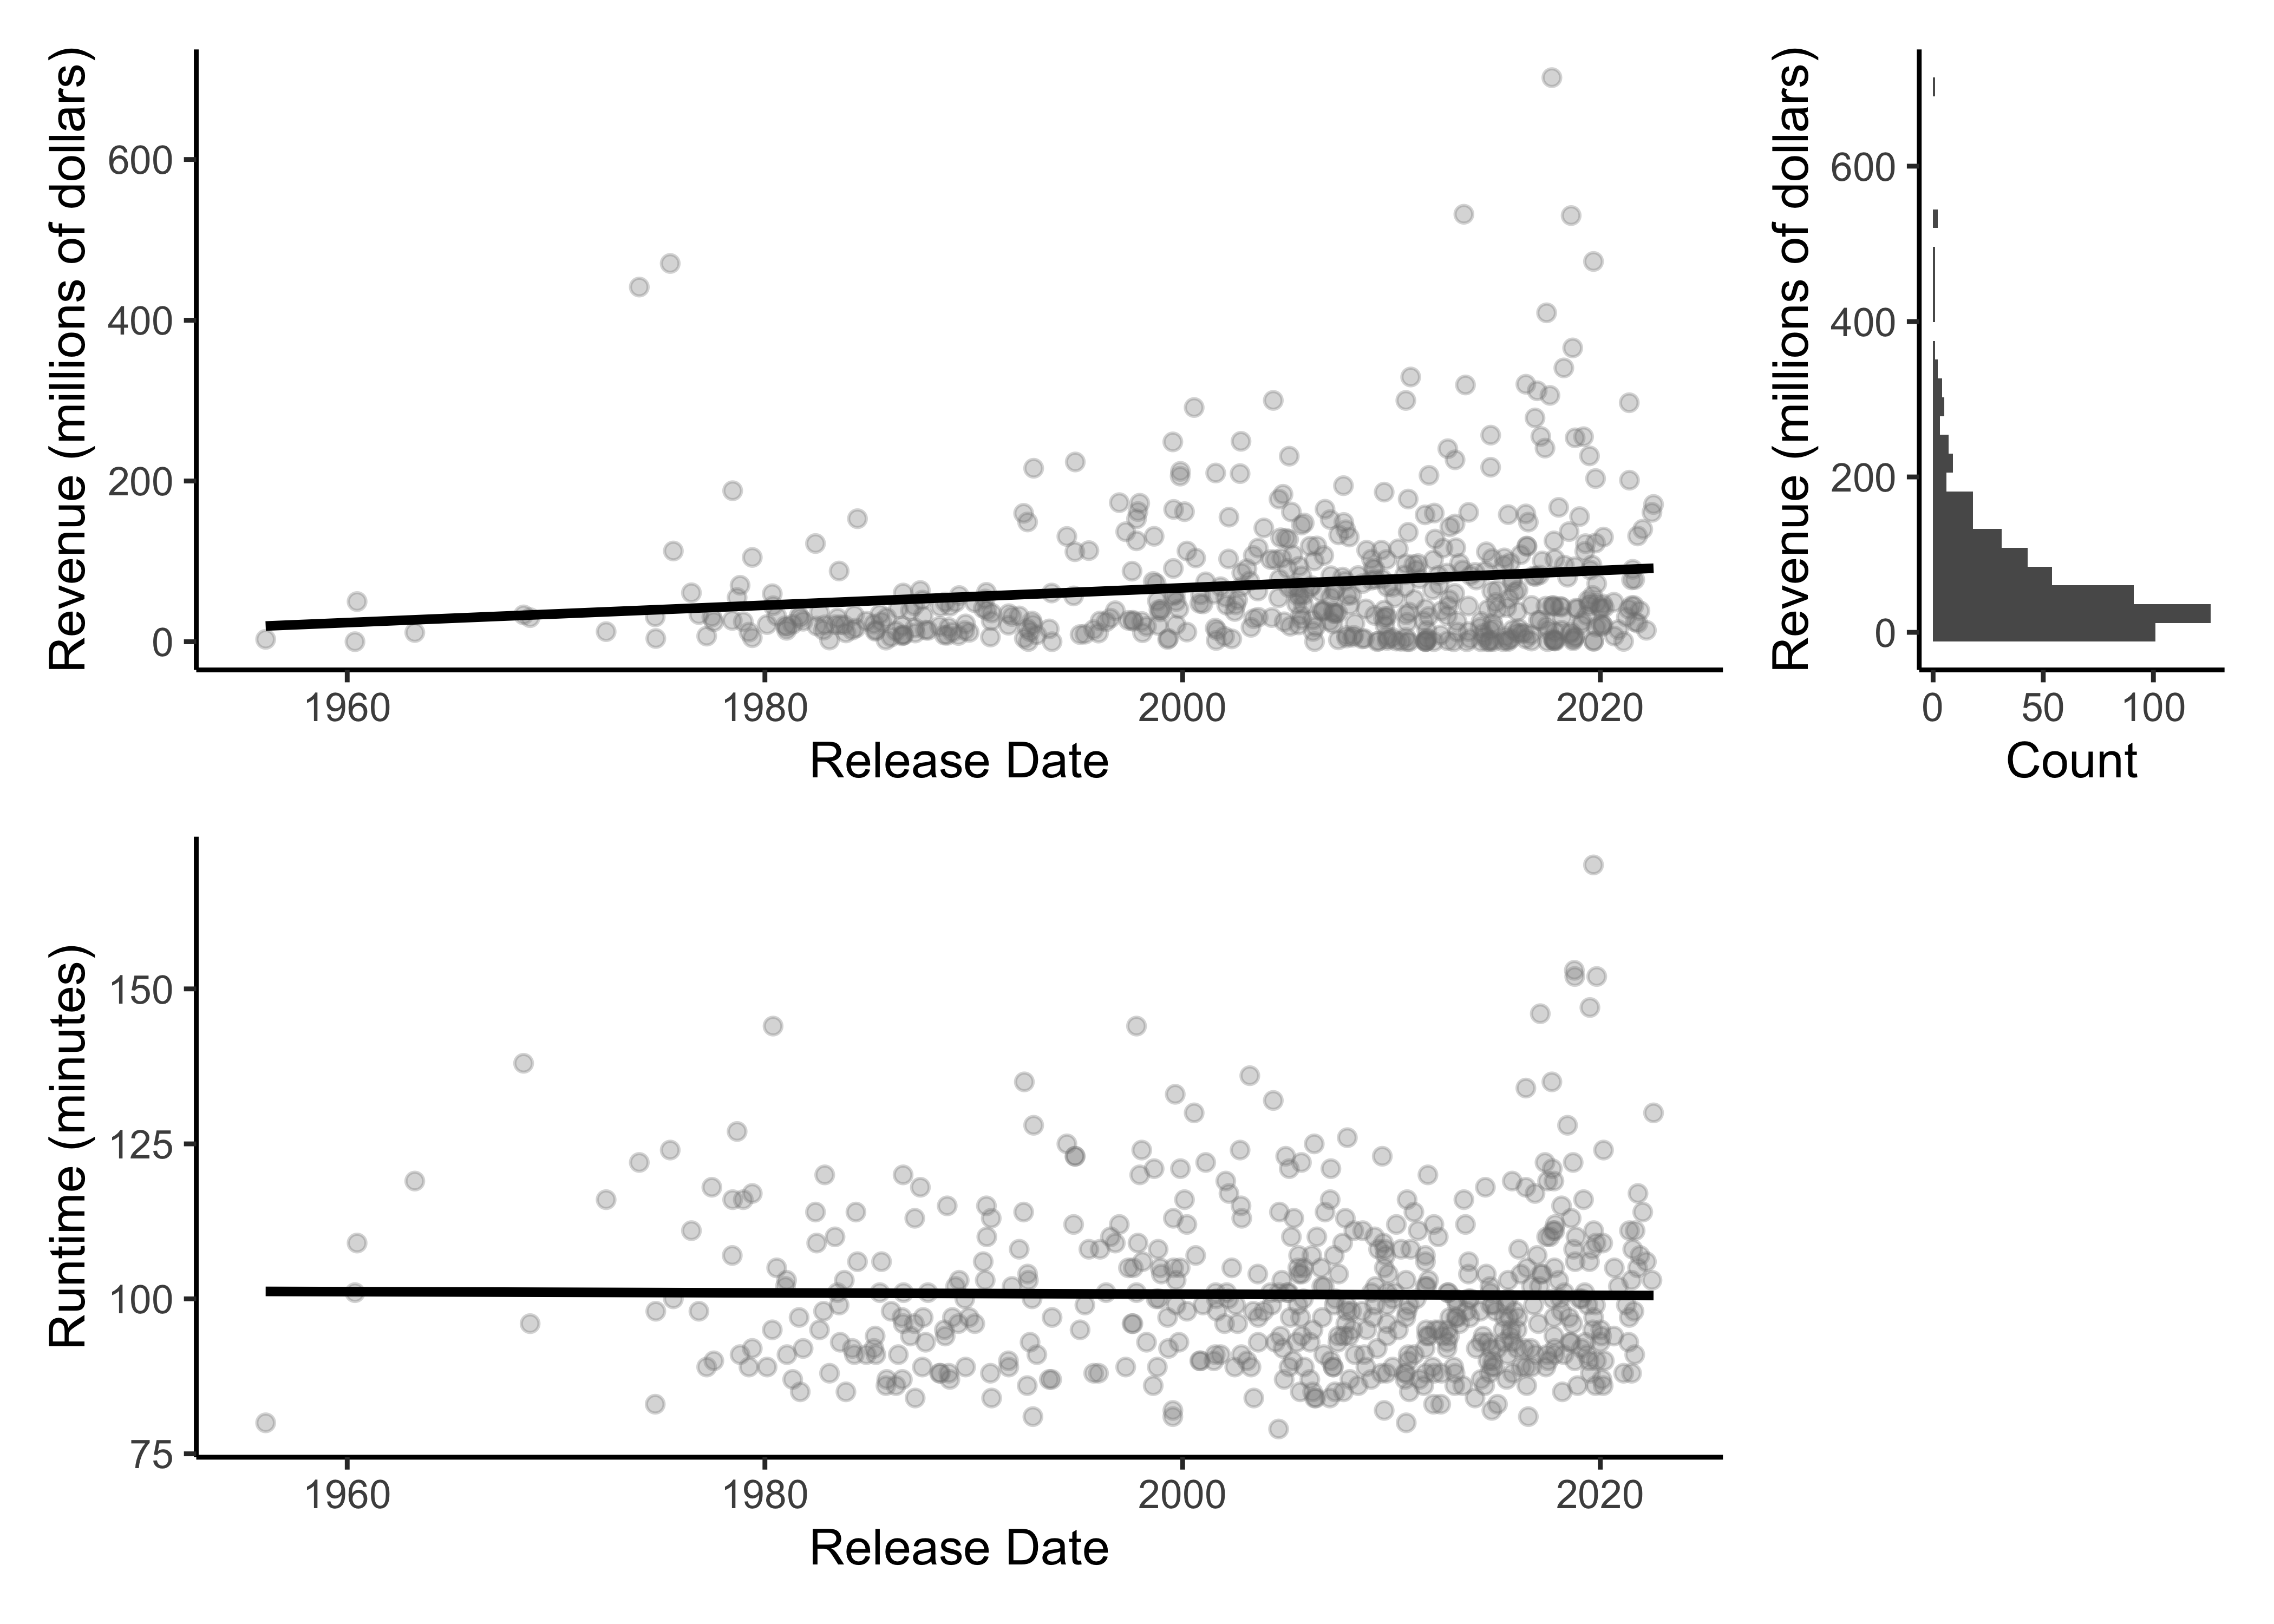 Revenue (millions of dollars)
600
400
200
0
1960 1980 2000 2020
Release Date
Revenue (millions of dollars)
600
400
200
0
0 50 100
Count
Runtime (minutes)
150
125
100
75
1960 1980 2000 2020
Release Date